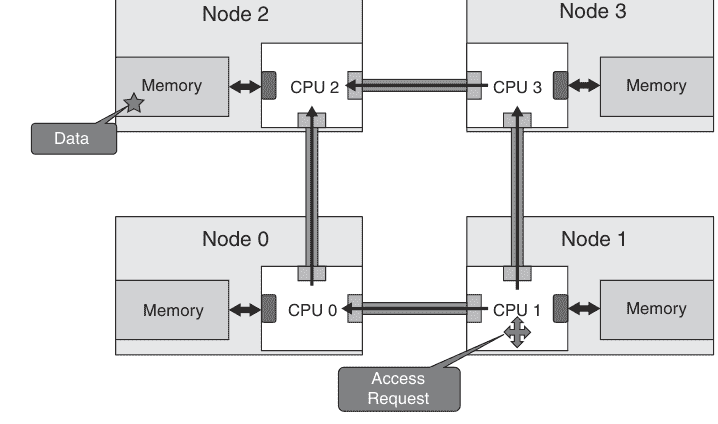 Node 2
Node 3
Memory
CPU 2
CPU 3
Memory
Data
Node 0
Node 1
Memory
CPU 0
CPU 1
Memory
Access
Request